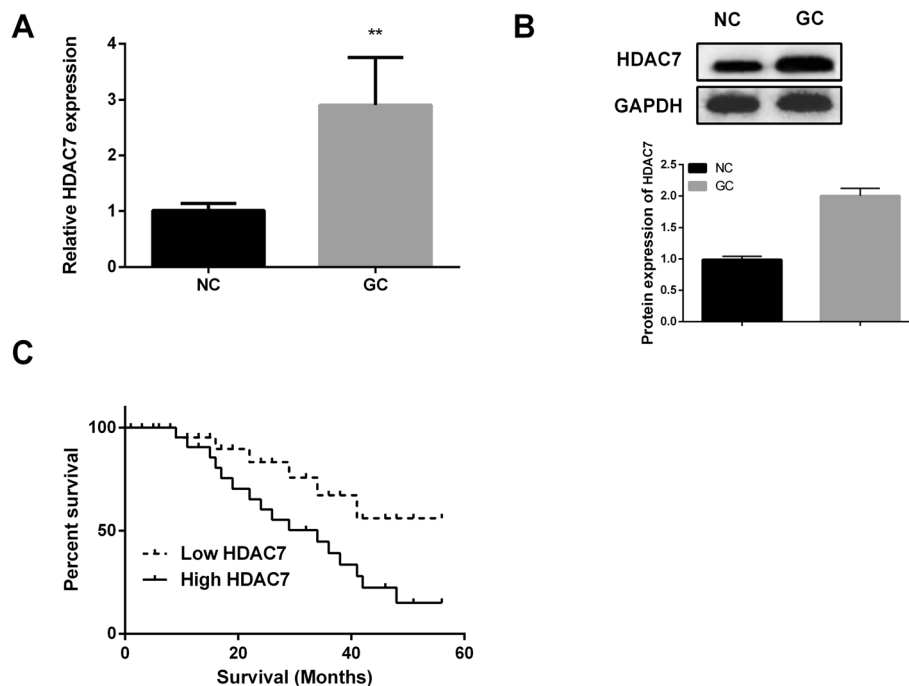 A
Relative HDAC7 expression
4
3
2
1
0
**
NC
GC
B
NC GC
HDAC7
GAPDH
Protein expression of HDAC7
2.5
2.0
1.5
1.0
0.5
0.0
NC
GC
C
Percent survival
100
50
0
Low HDAC7
High HDAC7
0 20 40 60
Survival (Months)